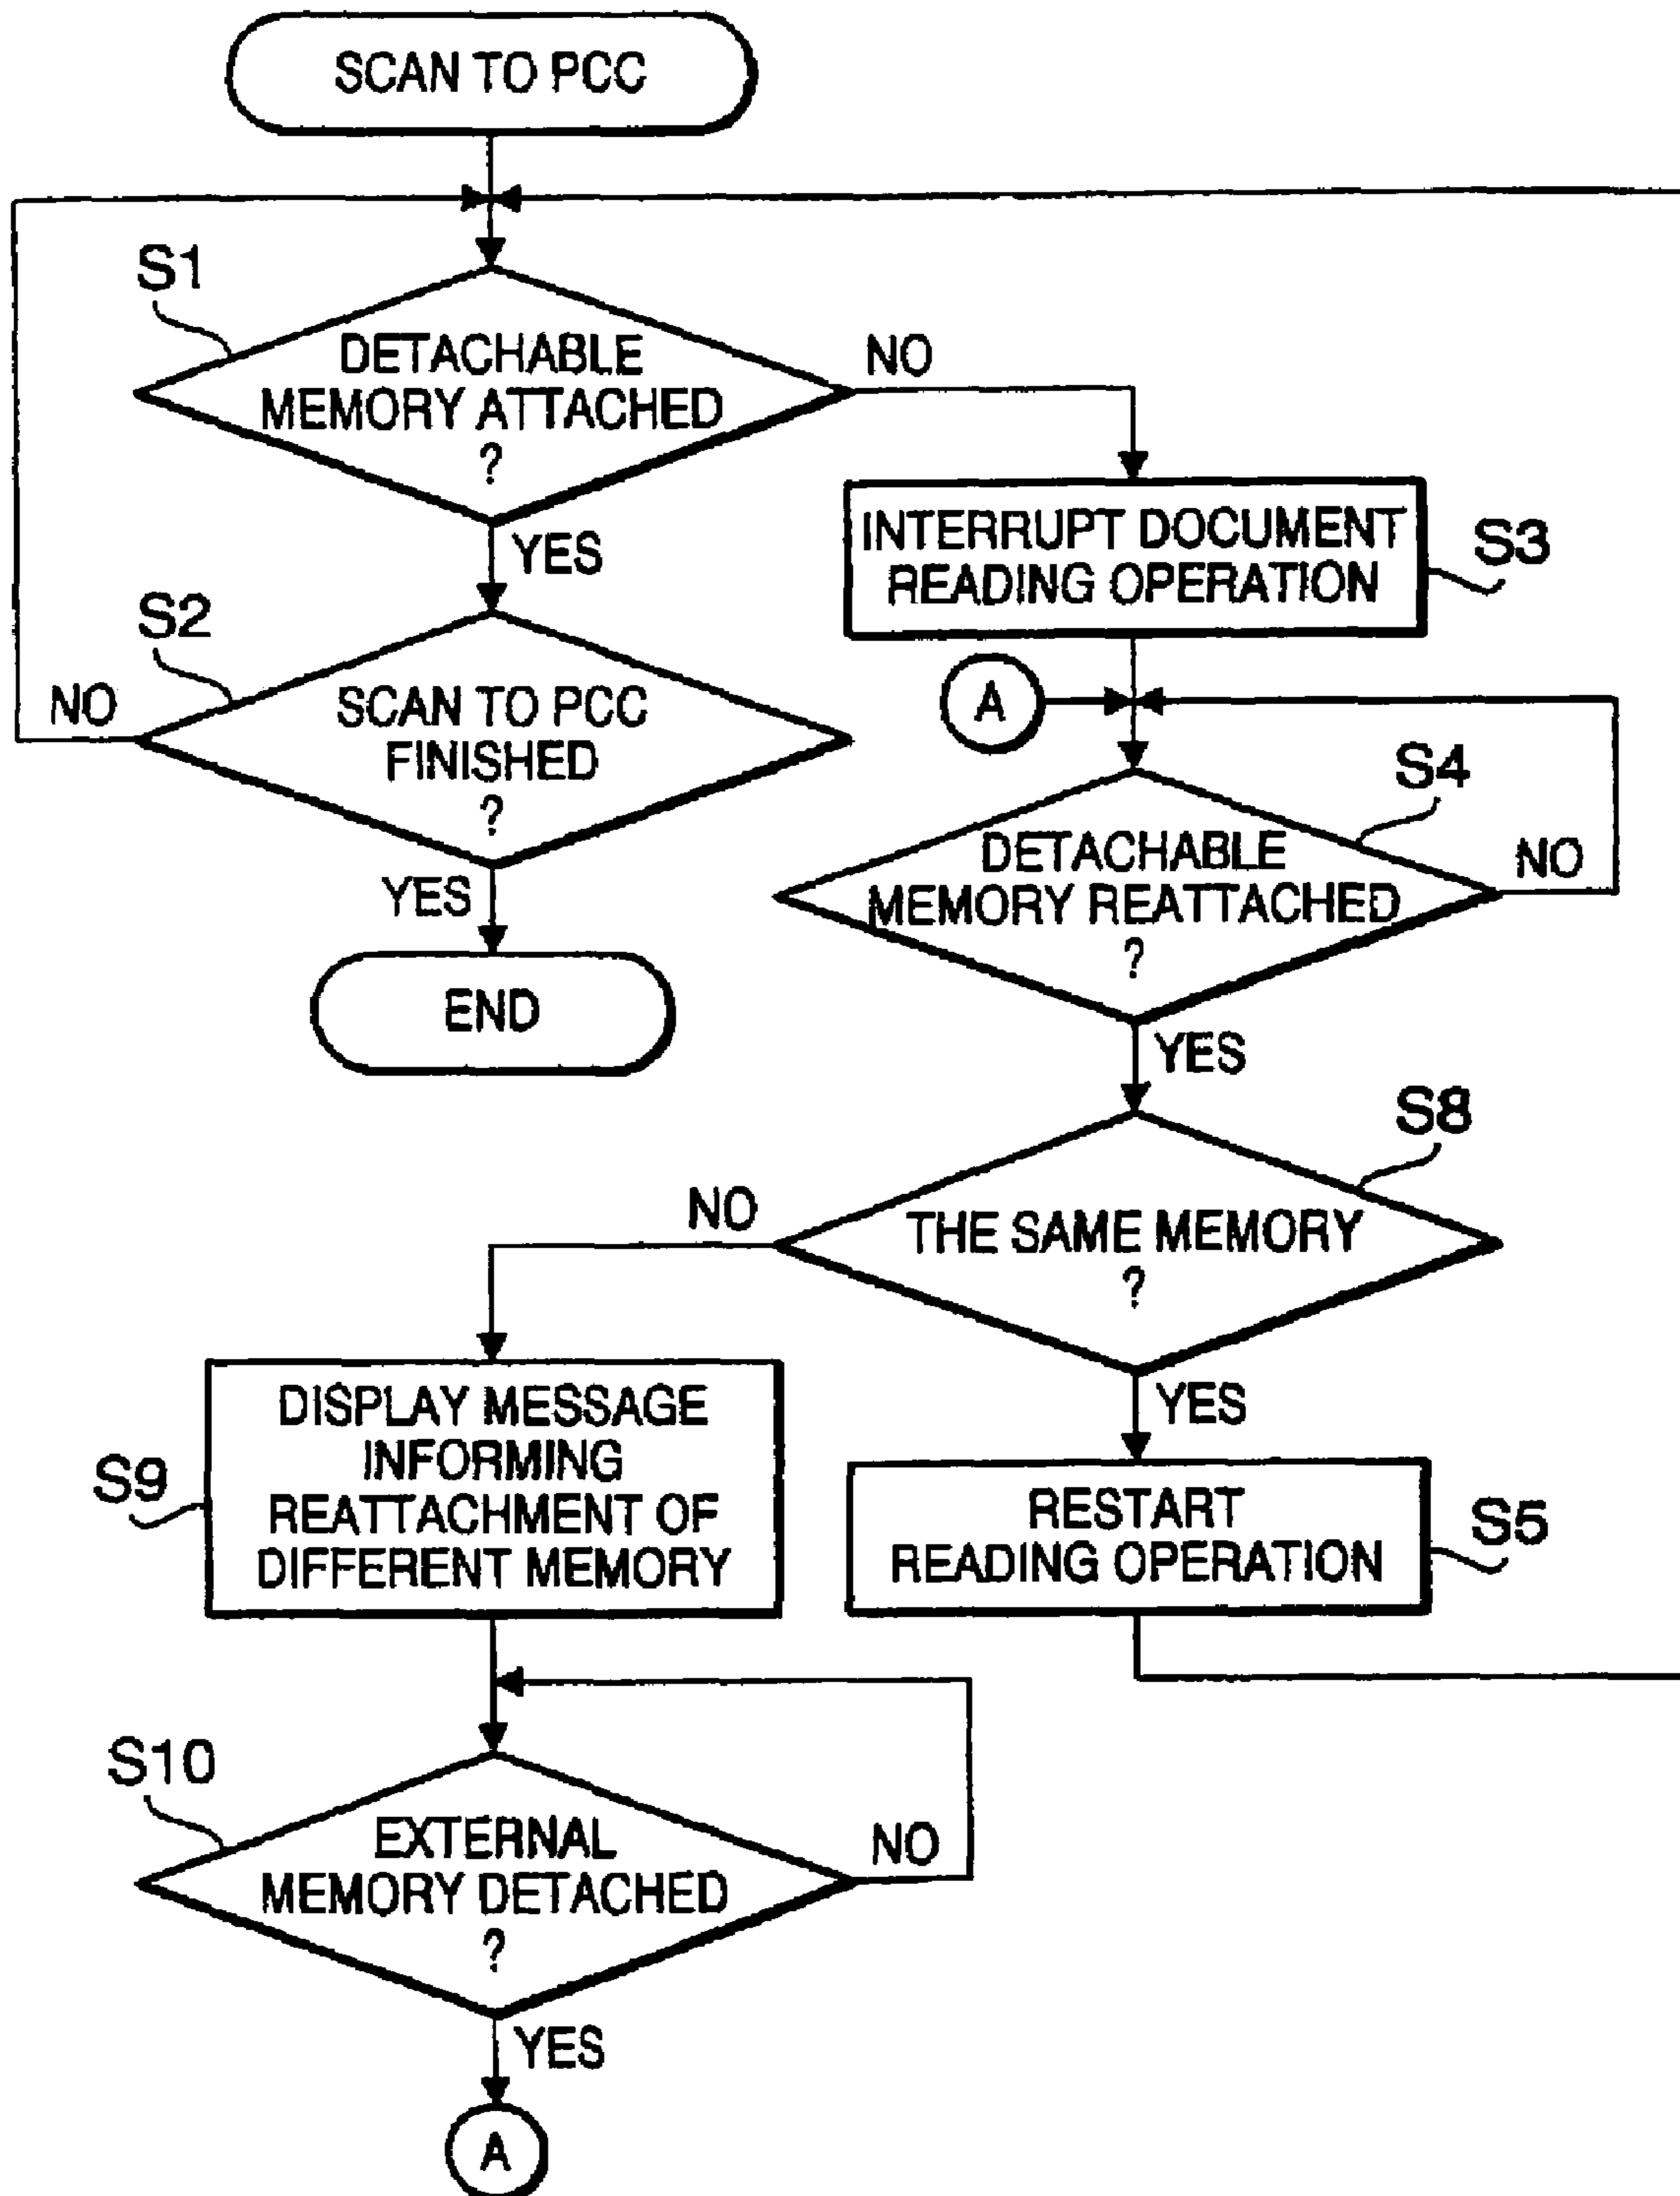 SCAN TO PCC
S1
DETACHABLE
MEMORY ATTACHED
?
NO
YES
INTERRUPT DOCUMENT
READING OPERATION
S3
S2
NO
SCAN TO PCC
FINISHED
?
YES
END
A
S4
DETACHABLE
MEMORY REATTACHED
?
NO
YES
S8
THE SAME MEMORY
?
NO
YES
S9
DISPLAY MESSAGE
INFORMING
REATTACHMENT OF
DIFFERENT MEMORY
RESTART
READING OPERATION
S5
S10
EXTERNAL
MEMORY DETACHED
?
NO
YES
A